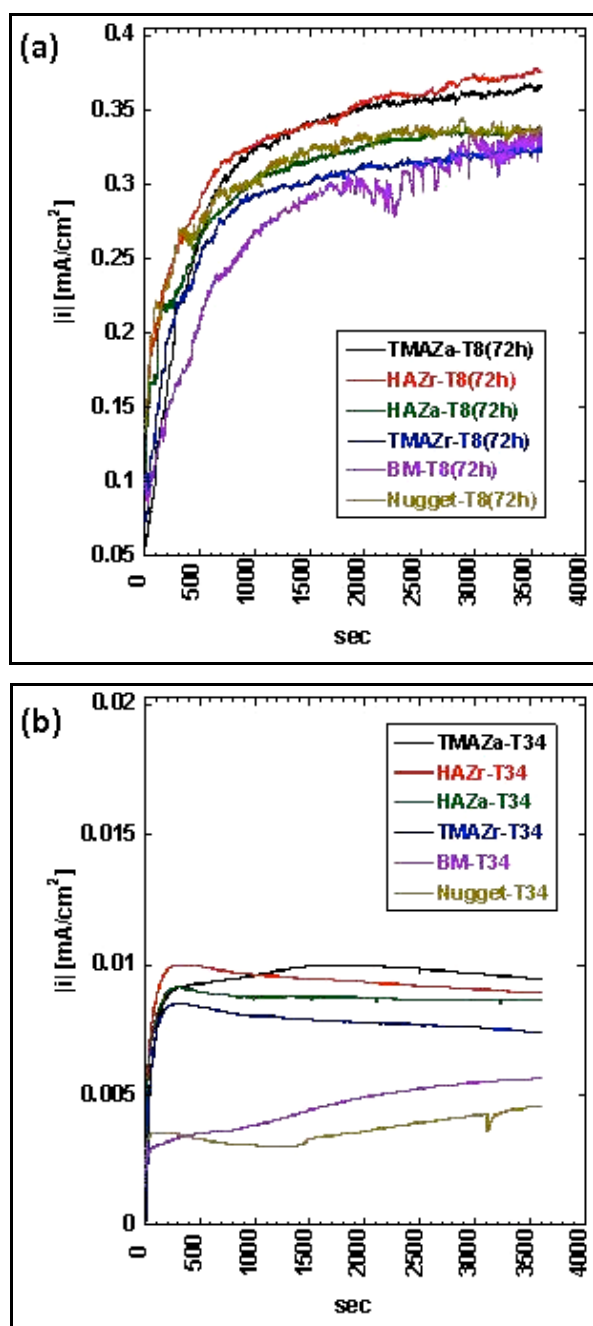 (a)
0.4
0.35
0.3
0.25
0.2
0.15
0.1
0.05
|i| [mA/cm²]
TMAZa-T8(72h)
HAZr-T8(72h)
HAZa-T8(72h)
TMAZr-T8(72h)
BM-T8(72h)
Nugget-T8(72h)
0 500 1000 1500 2000 2500 3000 3500 4000
sec
(b)
0.02
0.015
0.01
0.005
0
|i| [mA/cm²]
TMAZa-T34
HAZr-T34
HAZa-T34
TMAZr-T34
BM-T34
Nugget-T34
0 500 1000 1500 2000 2500 3000 3500 4000
sec